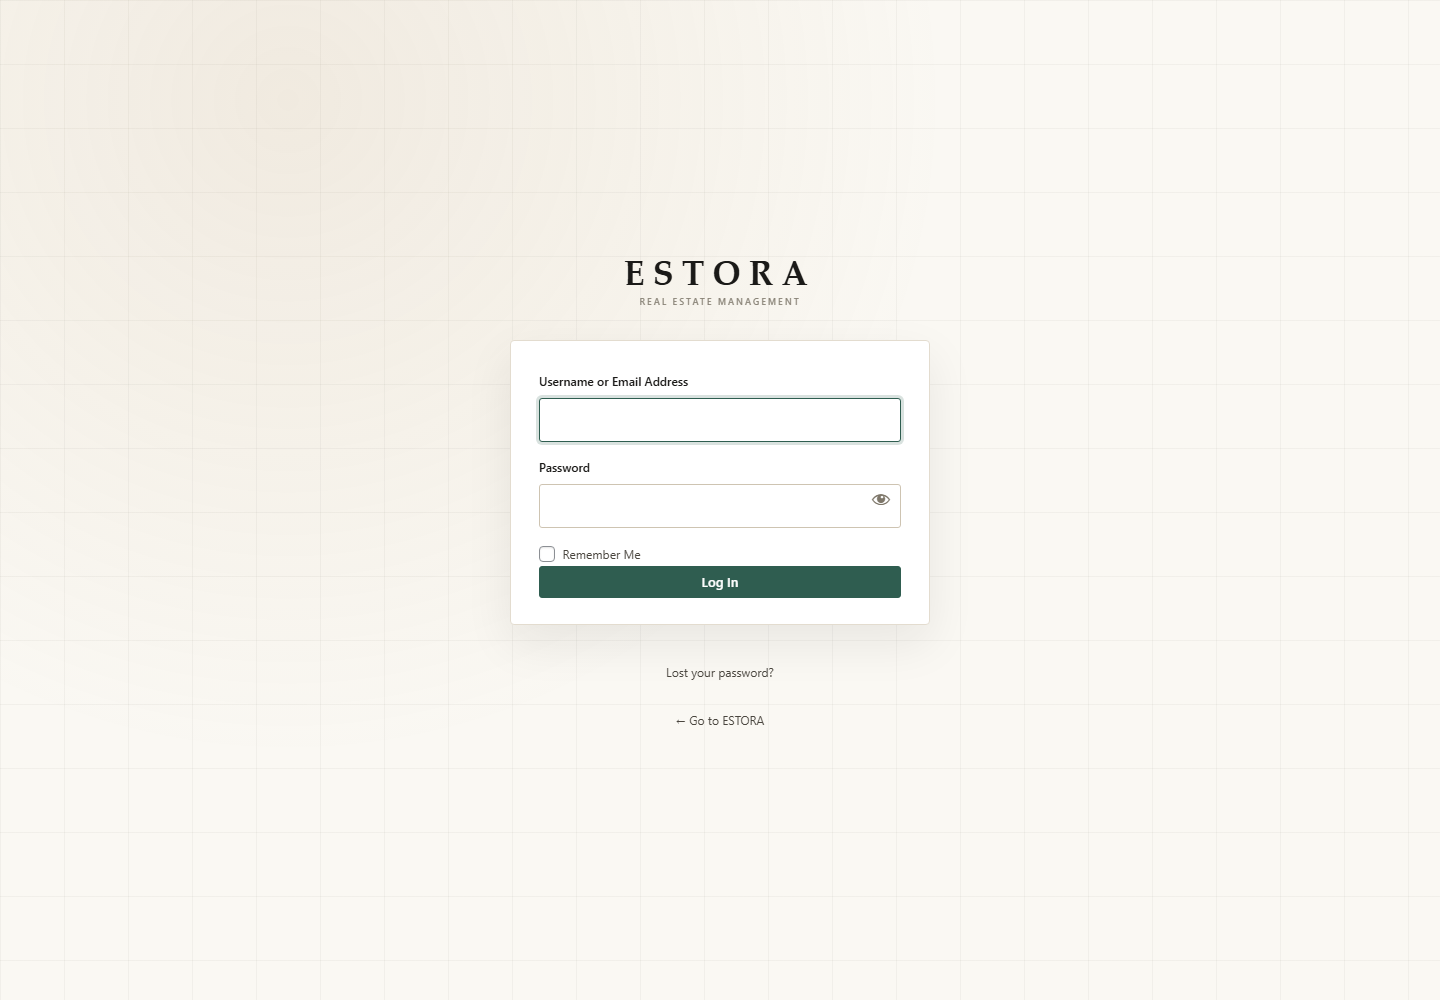 ESTORA
REAL ESTATE MANAGEMENT
Username or Email Address
Password
Remember Me
Log In
Lost your password?
← Go to ESTORA